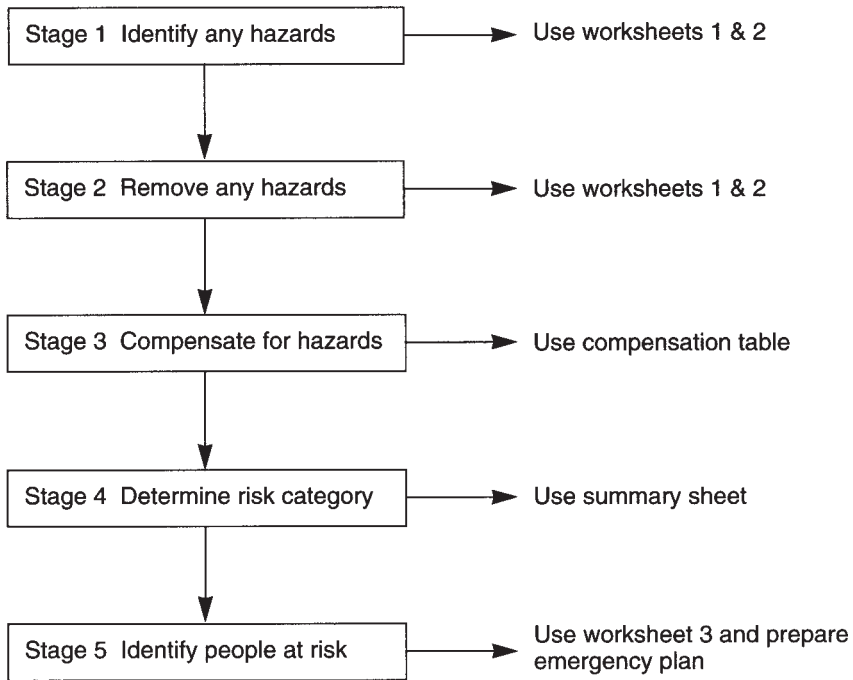 Stage 1 Identify any hazards
Use worksheets 1 & 2
Stage 2 Remove any hazards
Use worksheets 1 & 2
Stage 3 Compensate for hazards
Use compensation table
Stage 4 Determine risk category
Use summary sheet
Stage 5 Identify people at risk
Use worksheet 3 and prepare
emergency plan